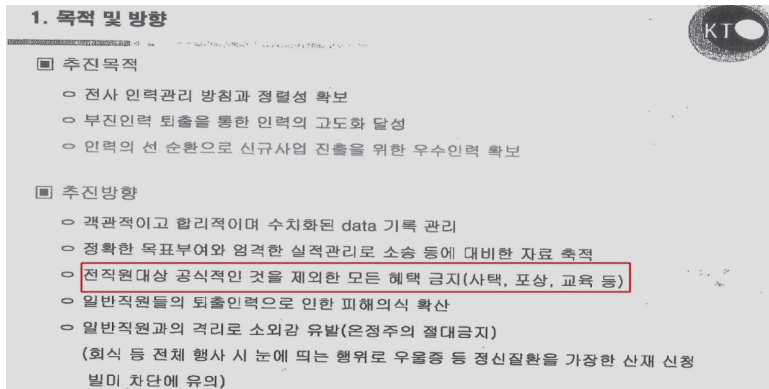 1. 목적 및 방향
KT
▣ 추진목적
○ 전사 인력관리 방침과 정렬성 확보
○ 부진인력 퇴출을 통한 인력의 고도화 달성
○ 인력의 선 순환으로 신규사업 진출을 위한 우수인력 확보
▣ 추진방향
○ 객관적이고 합리적이며 수치화된 data 기록 관리
○ 정확한 목표부여와 엄격한 실적관리로 소송 등에 대비한 자료 축적
○ 전직원대상 공식적인 것을 제외한 모든 혜택 금지(사택, 포상, 교육 등)
○ 일반직원들의 퇴출인력으로 인한 피해의식 확산
○ 일반직원과의 격리로 소외감 유발(온정주의 절대금지)
(회식 등 전체 행사 시 눈에 띄는 행위로 우울증 등 정신질환을 가장한 산재 신청
빌미 차단에 유의)